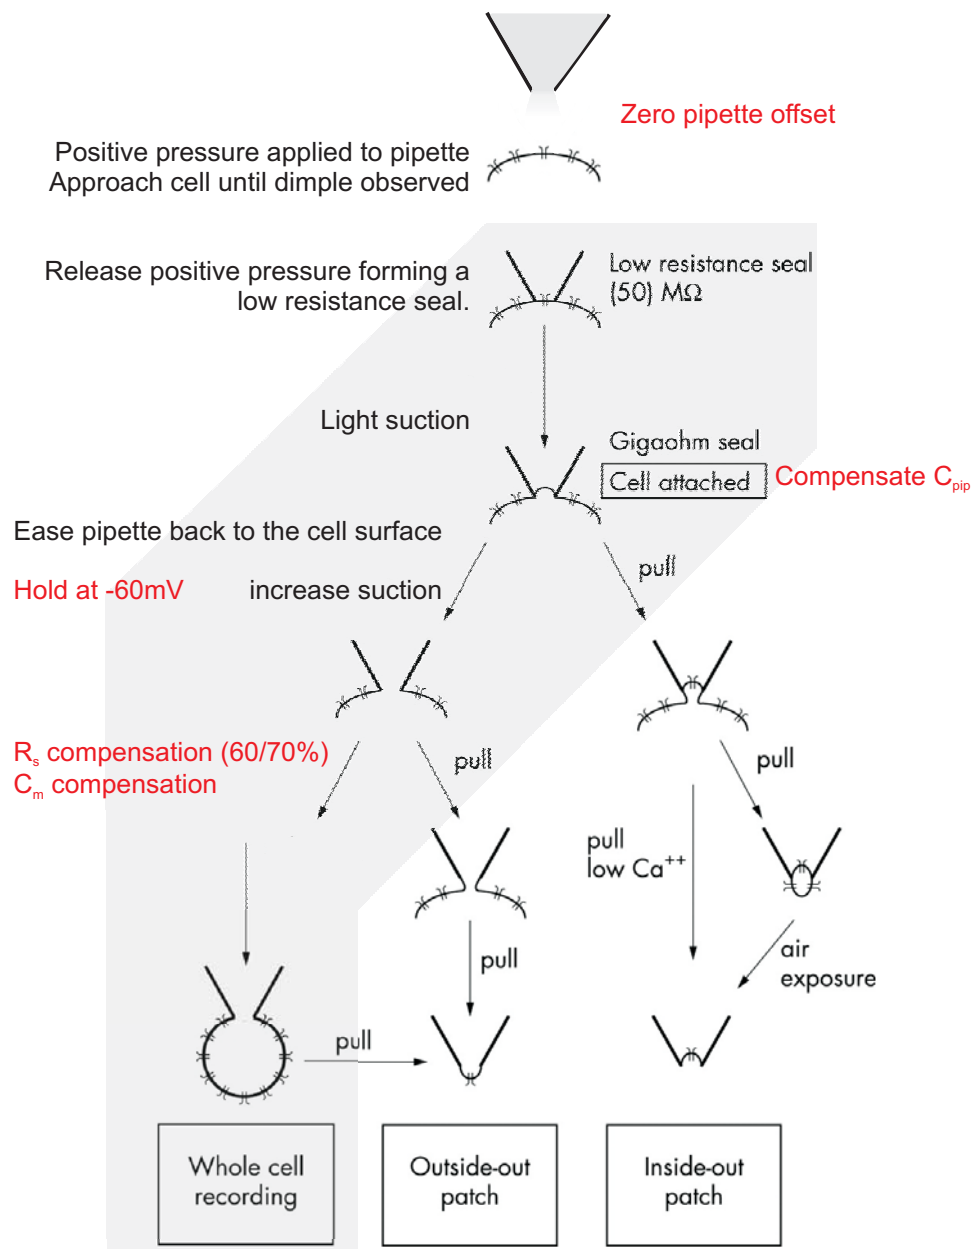 Zero pipette offset
Positive pressure applied to pipette
Approach cell until dimple observed
Release positive pressure forming a
low resistance seal.
Low resistance seal
(50) MΩ
Light suction
Gigaohm seal
Cell attached
Compensate Cpip
Ease pipette back to the cell surface
Hold at -60mV
increase suction
pull
Rs compensation (60/70%)
Cm compensation
pull
pull
pull
low Ca++
pull
air
exposure
pull
Whole cell
recording
Outside-out
patch
Inside-out
patch